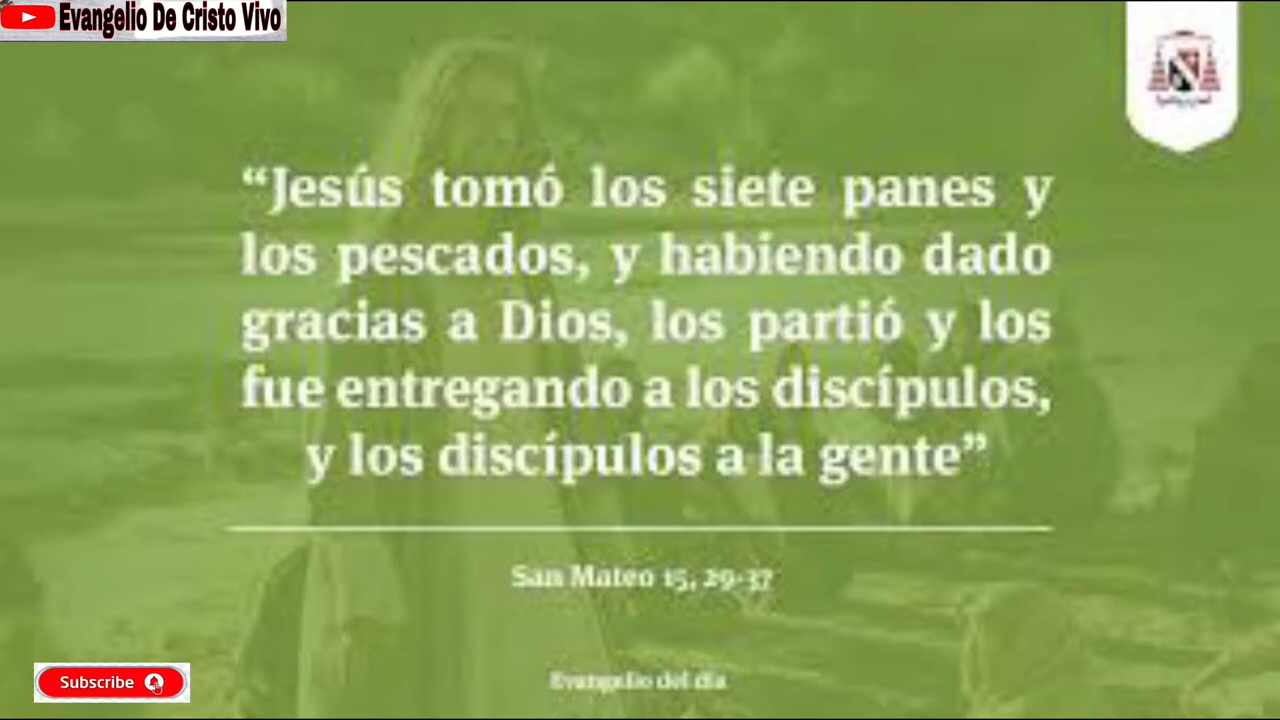 Evangelio De Cristo Vivo
“Jesús tomó los siete panes y
los pescados, y habiendo dado
gracias a Dios, los partió y los
fue entregando a los discípulos,
y los discípulos a la gente”
San Mateo 15, 29-37
Evangelio del día
Subscribe